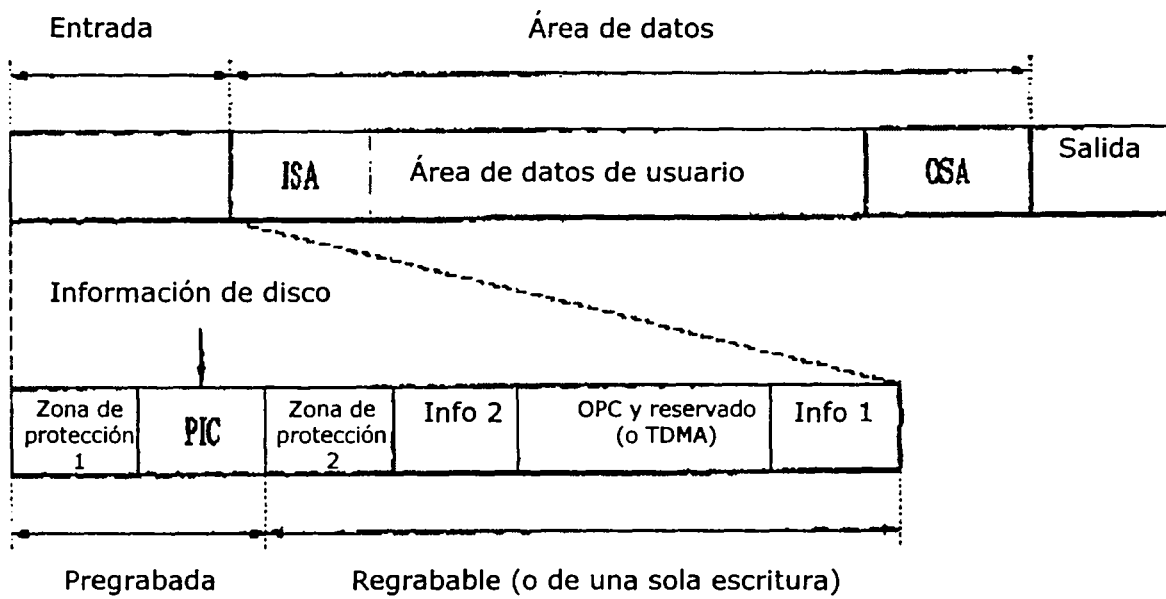 Entrada
Área de datos
ISA
Área de datos de usuario
OSA
Salida
Información de disco
Zona de
protección
1
PIC
Zona de
protección
2
Info 2
OPC y reservado
(o TDMA)
Info 1
Pregrabada
Regrabable (o de una sola escritura)